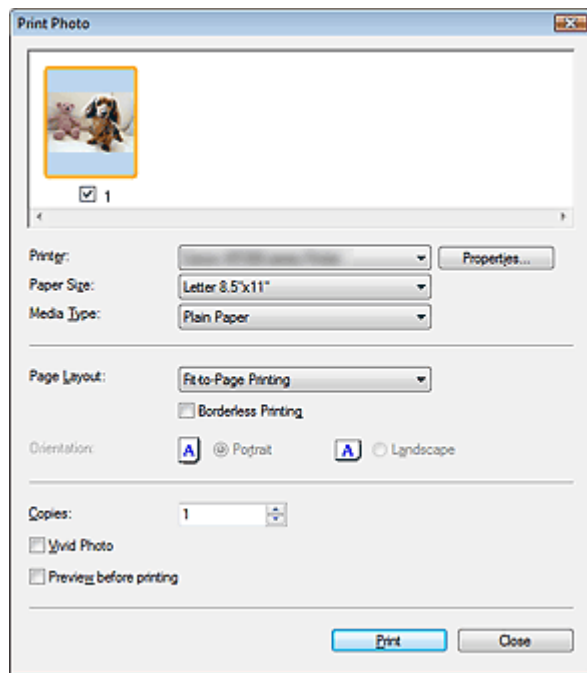 Print Photo
1
Printer:
Properties...
Paper Size:
Letter 8.5"x11"
Media Type:
Plain Paper
Page Layout:
Fit-to-Page Printing
Borderless Printing
Orientation:
A
Portrait
A
Landscape
Copies:
1
Vivid Photo
Preview before printing
Print
Close